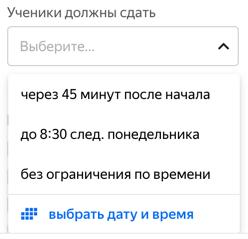 Ученики должны сдать
Выберите...
через 45 минут после начала
до 8:30 след. понедельника
без ограничения по времени
выбрать дату и время